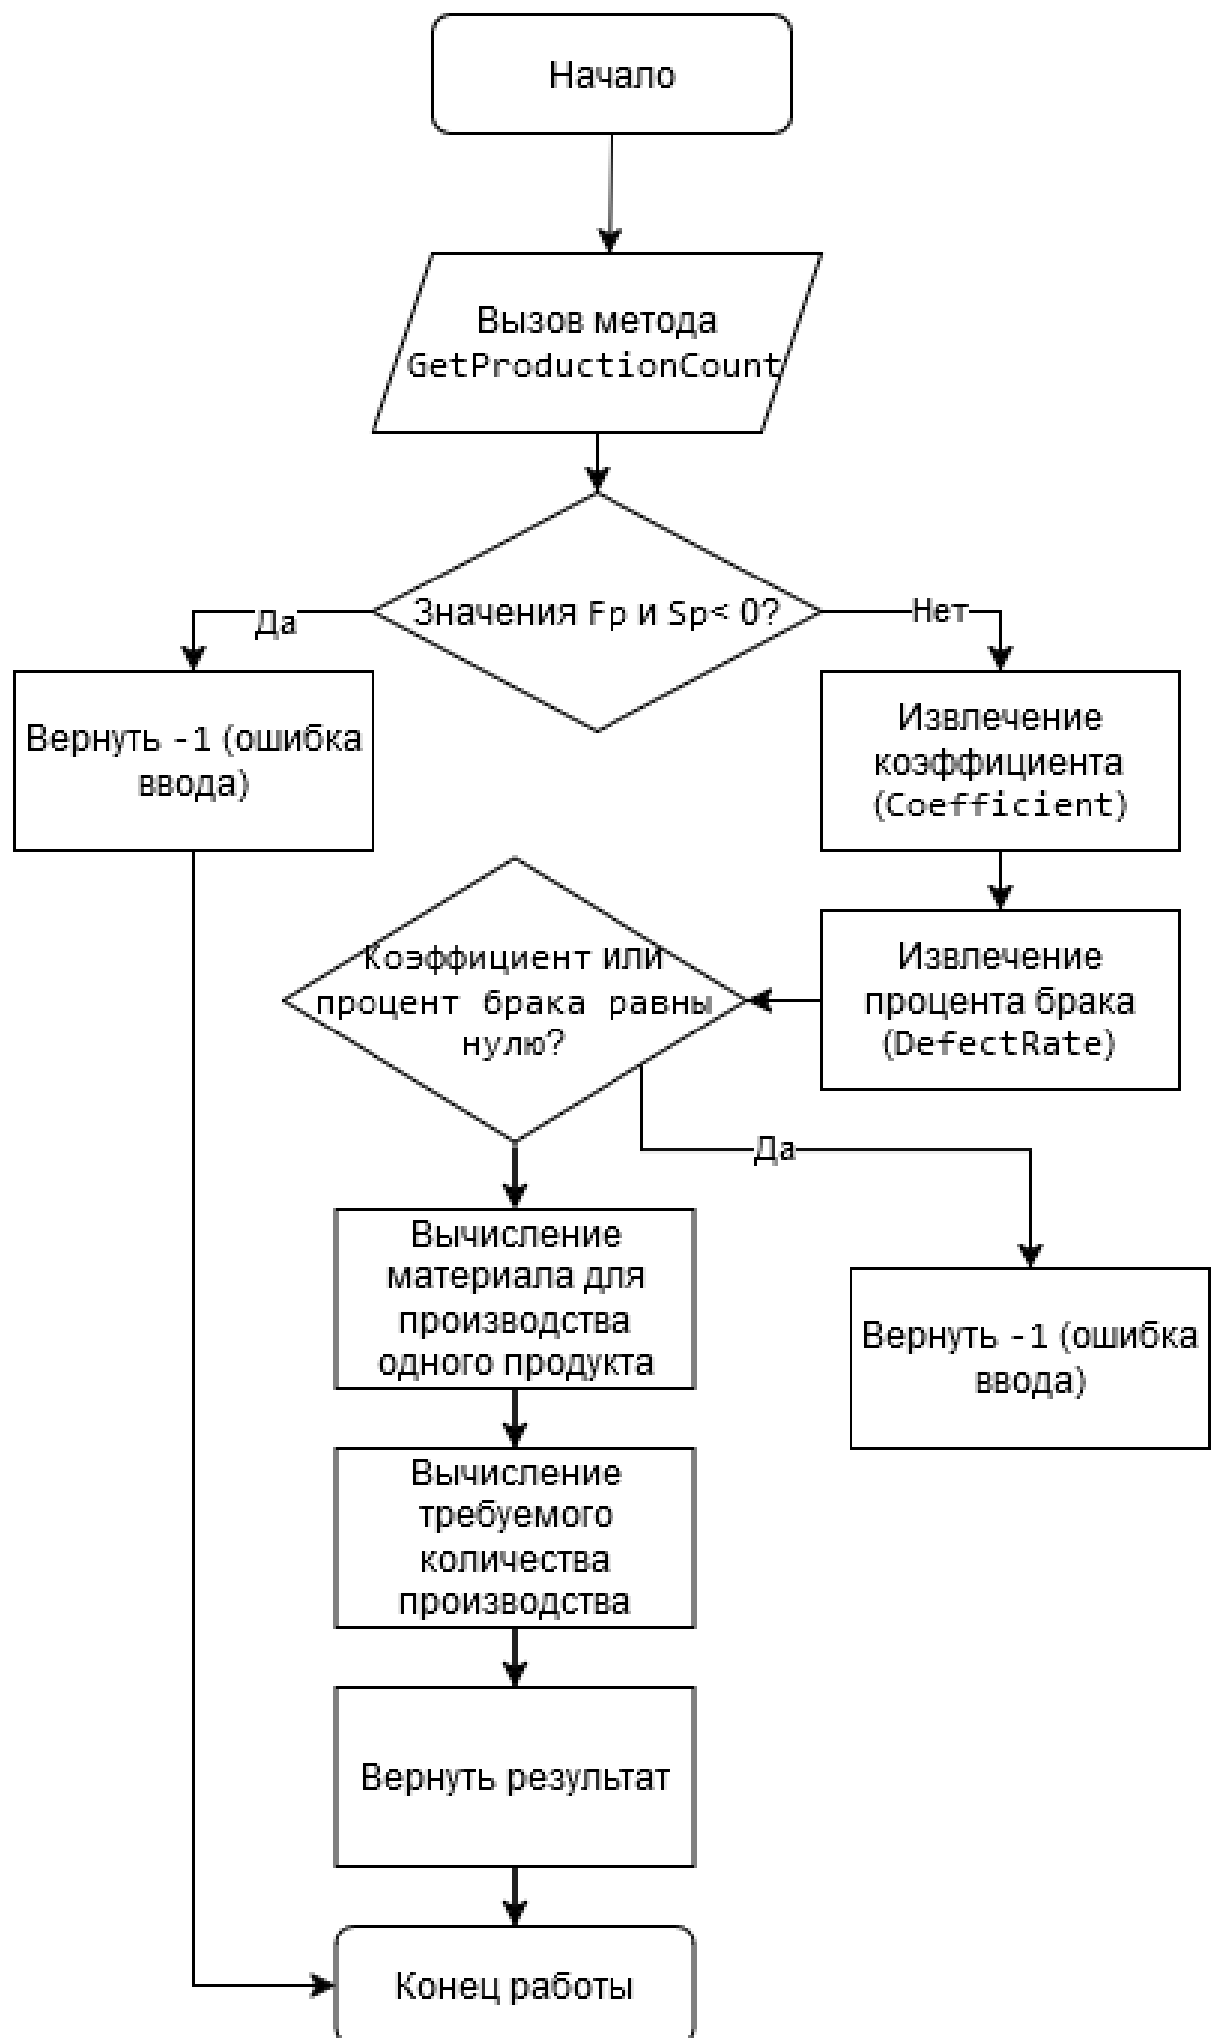 Начало
Вызов метода
GetProductionCount
Значения Fp и Sp< 0?
Да
Нет
Вернуть -1 (ошибка
ввода)
Извлечение
коэффициента
(Coefficient)
Извлечение
процента брака
(DefectRate)
Коэффициент или
процент брака равны
нулю?
Да
Вычисление
материала для
производства
одного продукта
Вернуть -1 (ошибка
ввода)
Вычисление
требуемого
количества
производства
Вернуть результат
Конец работы